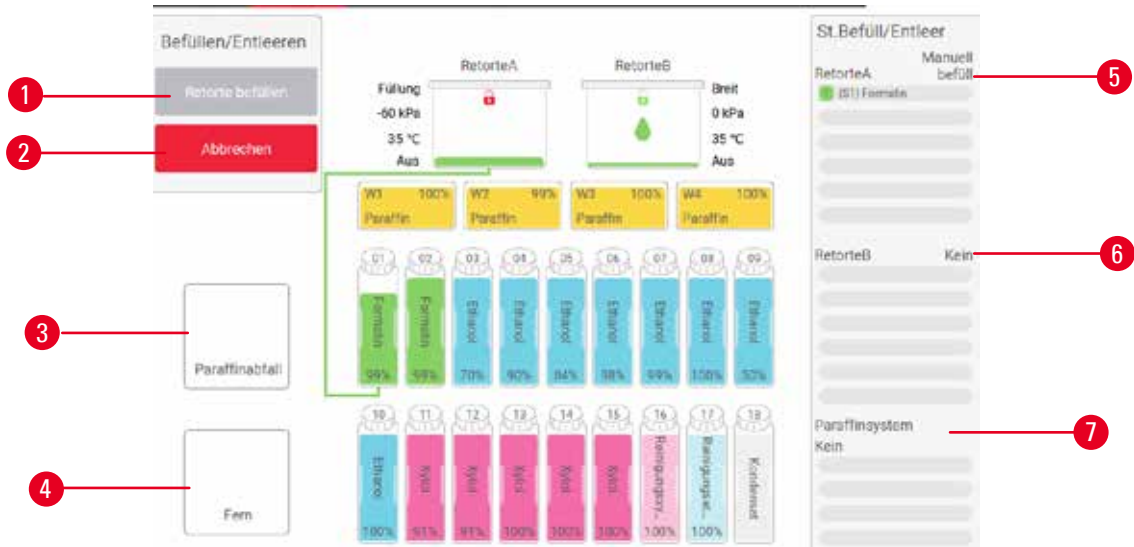 Befüllen/Entleeren
Retorte befüllen
Abbrechen
1
2
3
Paraffinabfall
4
Fern
RetorteA
RetorteB
Füllung
-60 kPa
35 °C
Aus
Breit
0 kPa
35 °C
Aus
W1 100%
Paraffin
W2 99%
Paraffin
W3 100%
Paraffin
W4 100%
Paraffin
01 02 03 04 05 06 07 08 09
Formalin Formalin Ethanol Ethanol Ethanol Ethanol Ethanol Ethanol Ethanol
99% 99% 70% 90% 84% 98% 99% 100% 52%
10 11 12 13 14 15 16 17 18
Ethanol Xylol Xylol Xylol Xylol Xylol Reinigungsxy... Reinigungsal... Kondensat
100% 91% 91% 100% 100% 100% 100% 100%
St.Befüll/Entleer
Manuell
RetorteA befüll
(S1) Formalin
5
RetorteB Kein
6
Paraffinsystem
Kein
7